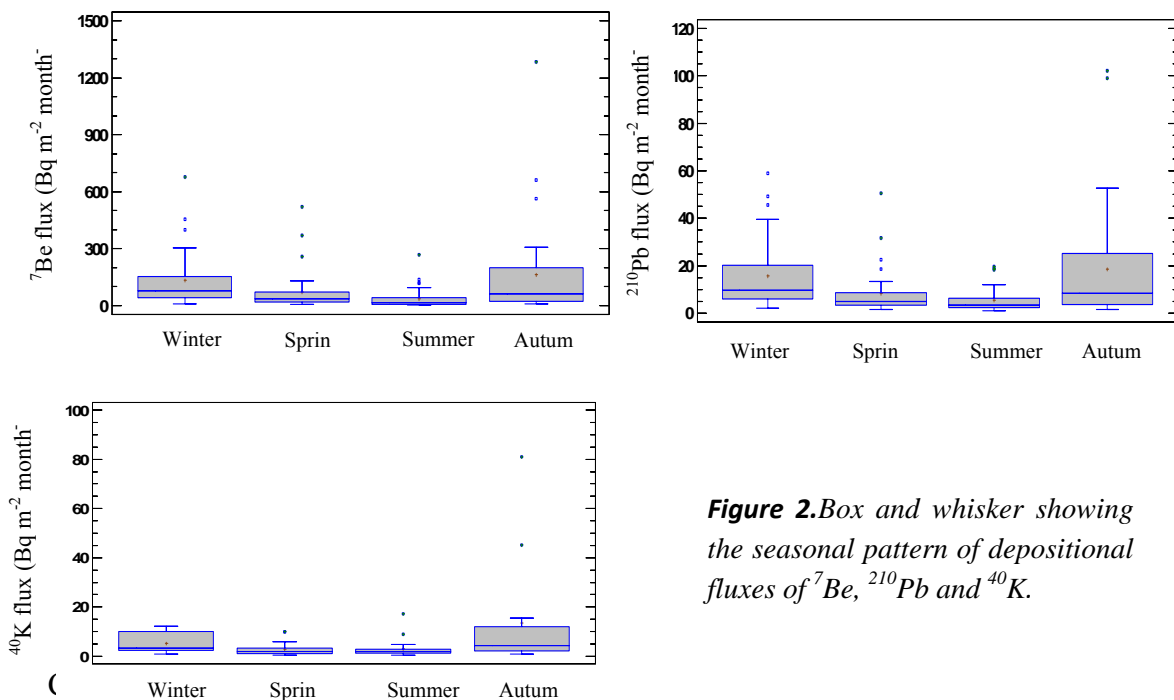 1500
1200
900
600
300
0
⁷Be flux (Bq m⁻² month⁻
Winter Sprin Summer Autum
120
100
80
60
40
20
0
²¹⁰Pb flux (Bq m⁻² month⁻
Winter Sprin Summer Autum
100
80
60
40
20
0
⁴⁰K flux (Bq m⁻² month⁻
(
Winter Sprin Summer Autum
Figure 2.Box and whisker showing
the seasonal pattern of depositional
fluxes of ⁷Be, ²¹⁰Pb and ⁴⁰K.